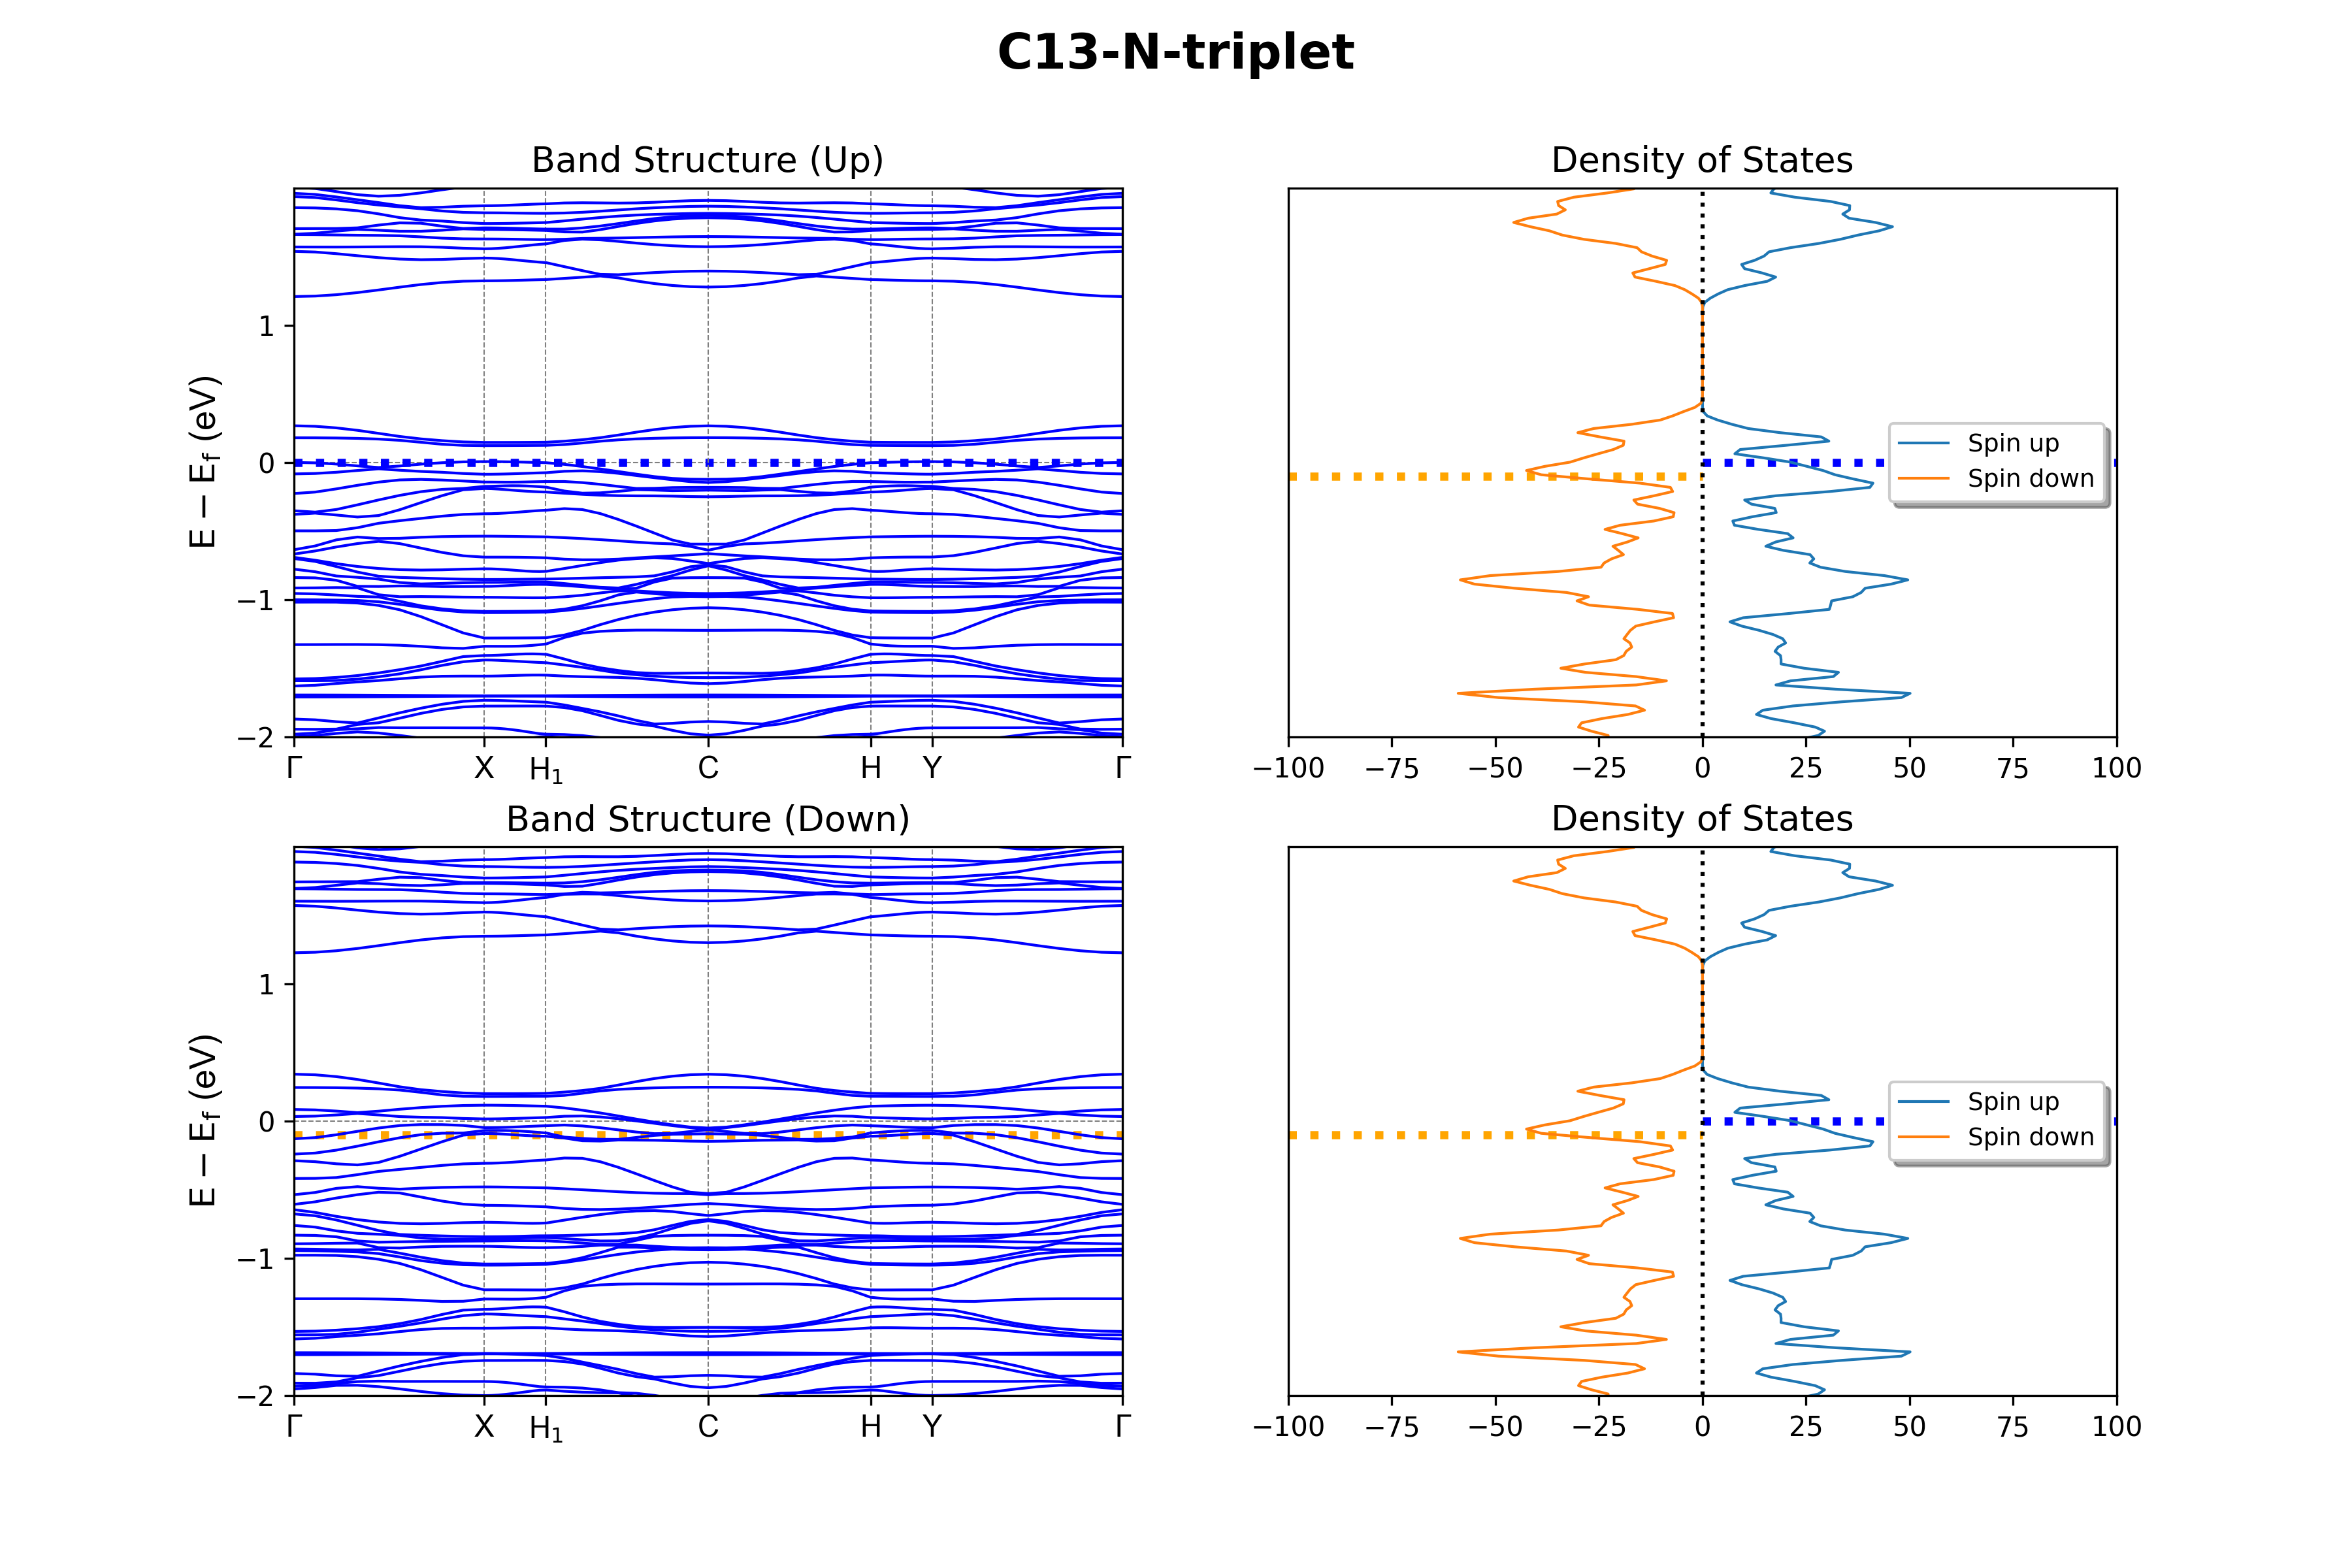 C13-N-triplet
Band Structure (Up)
Density of States
E − E_f (eV)
1
0
−1
−2
Γ X H₁ C H Y Γ
Spin up
Spin down
−100 −75 −50 −25 0 25 50 75 100
Band Structure (Down)
Density of States
E − E_f (eV)
1
0
−1
−2
Γ X H₁ C H Y Γ
Spin up
Spin down
−100 −75 −50 −25 0 25 50 75 100